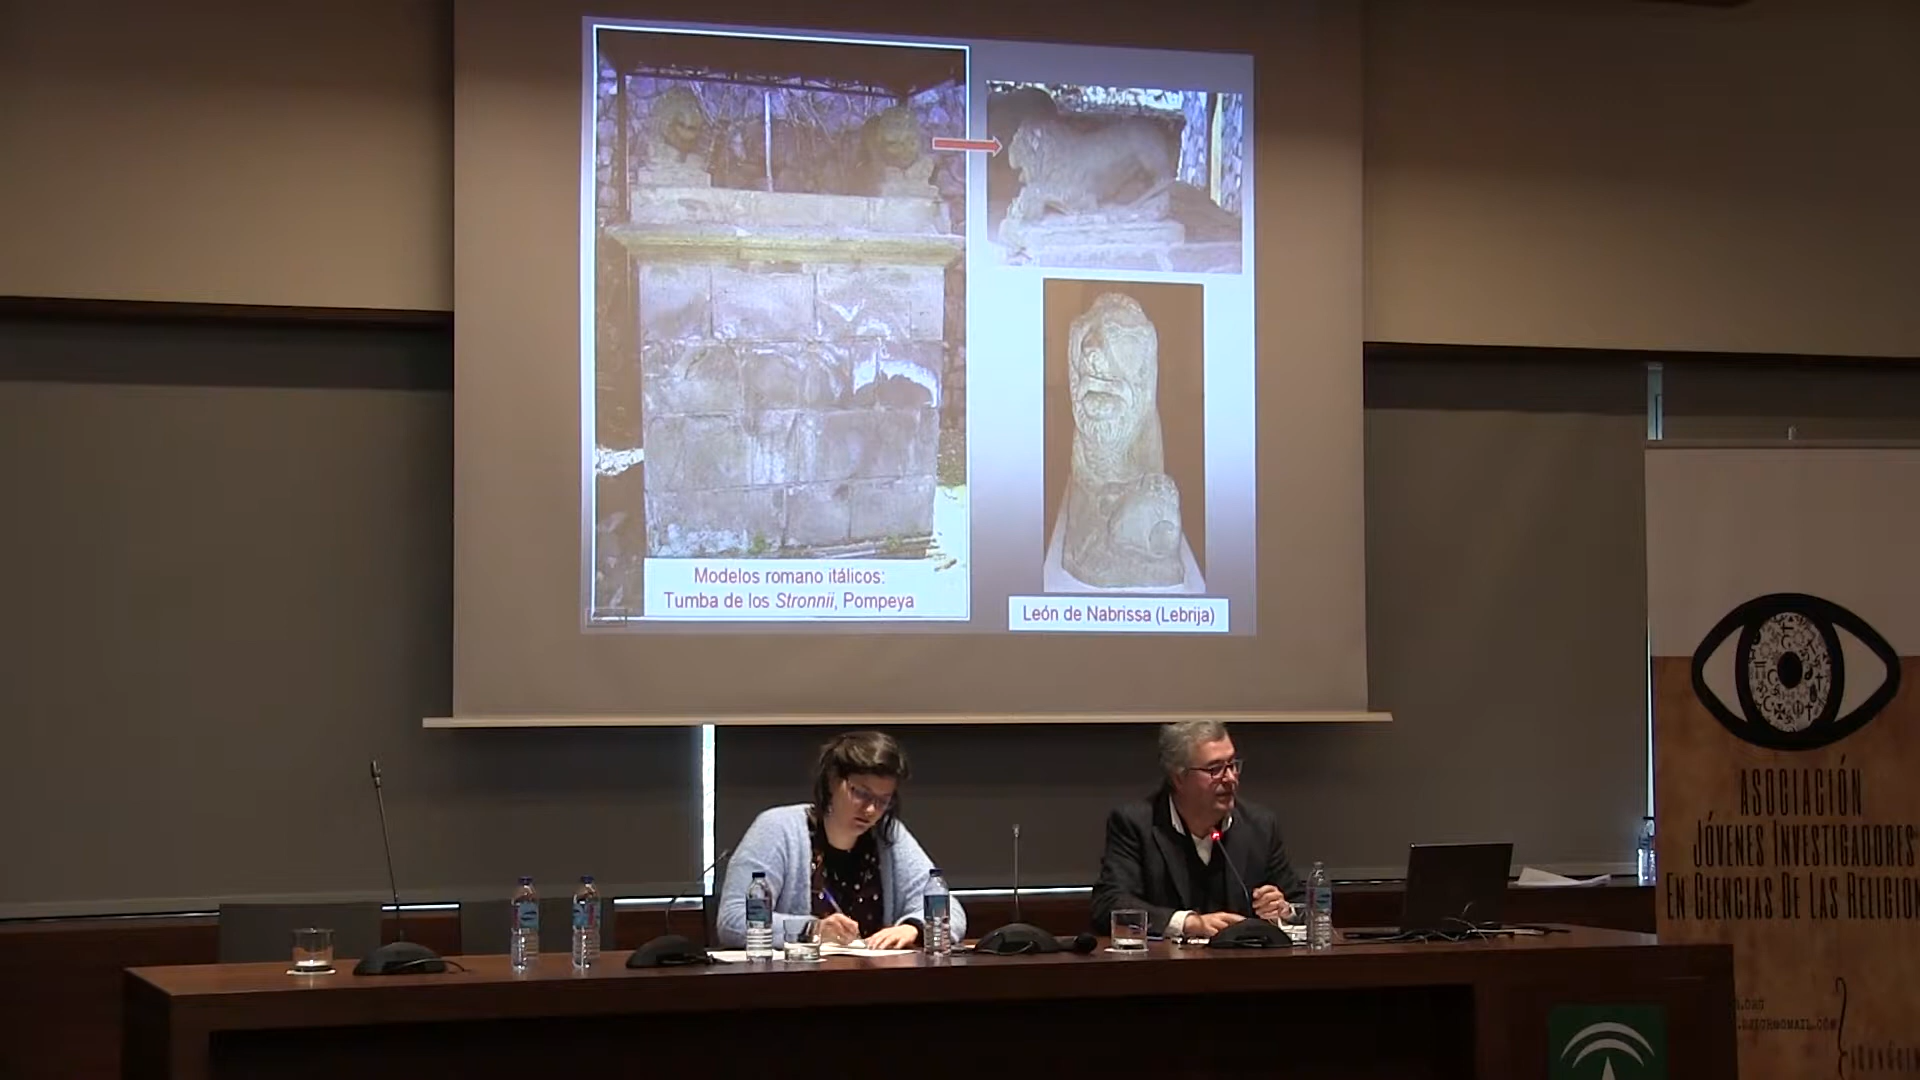 Modelos romano itálicos:
Tumba de los Stronnii, Pompeya
León de Nabrissa (Lebrija)
ASOCIACIÓN
JÓVENES INVESTIGADORES
EN CIENCIAS DE LAS RELIGION